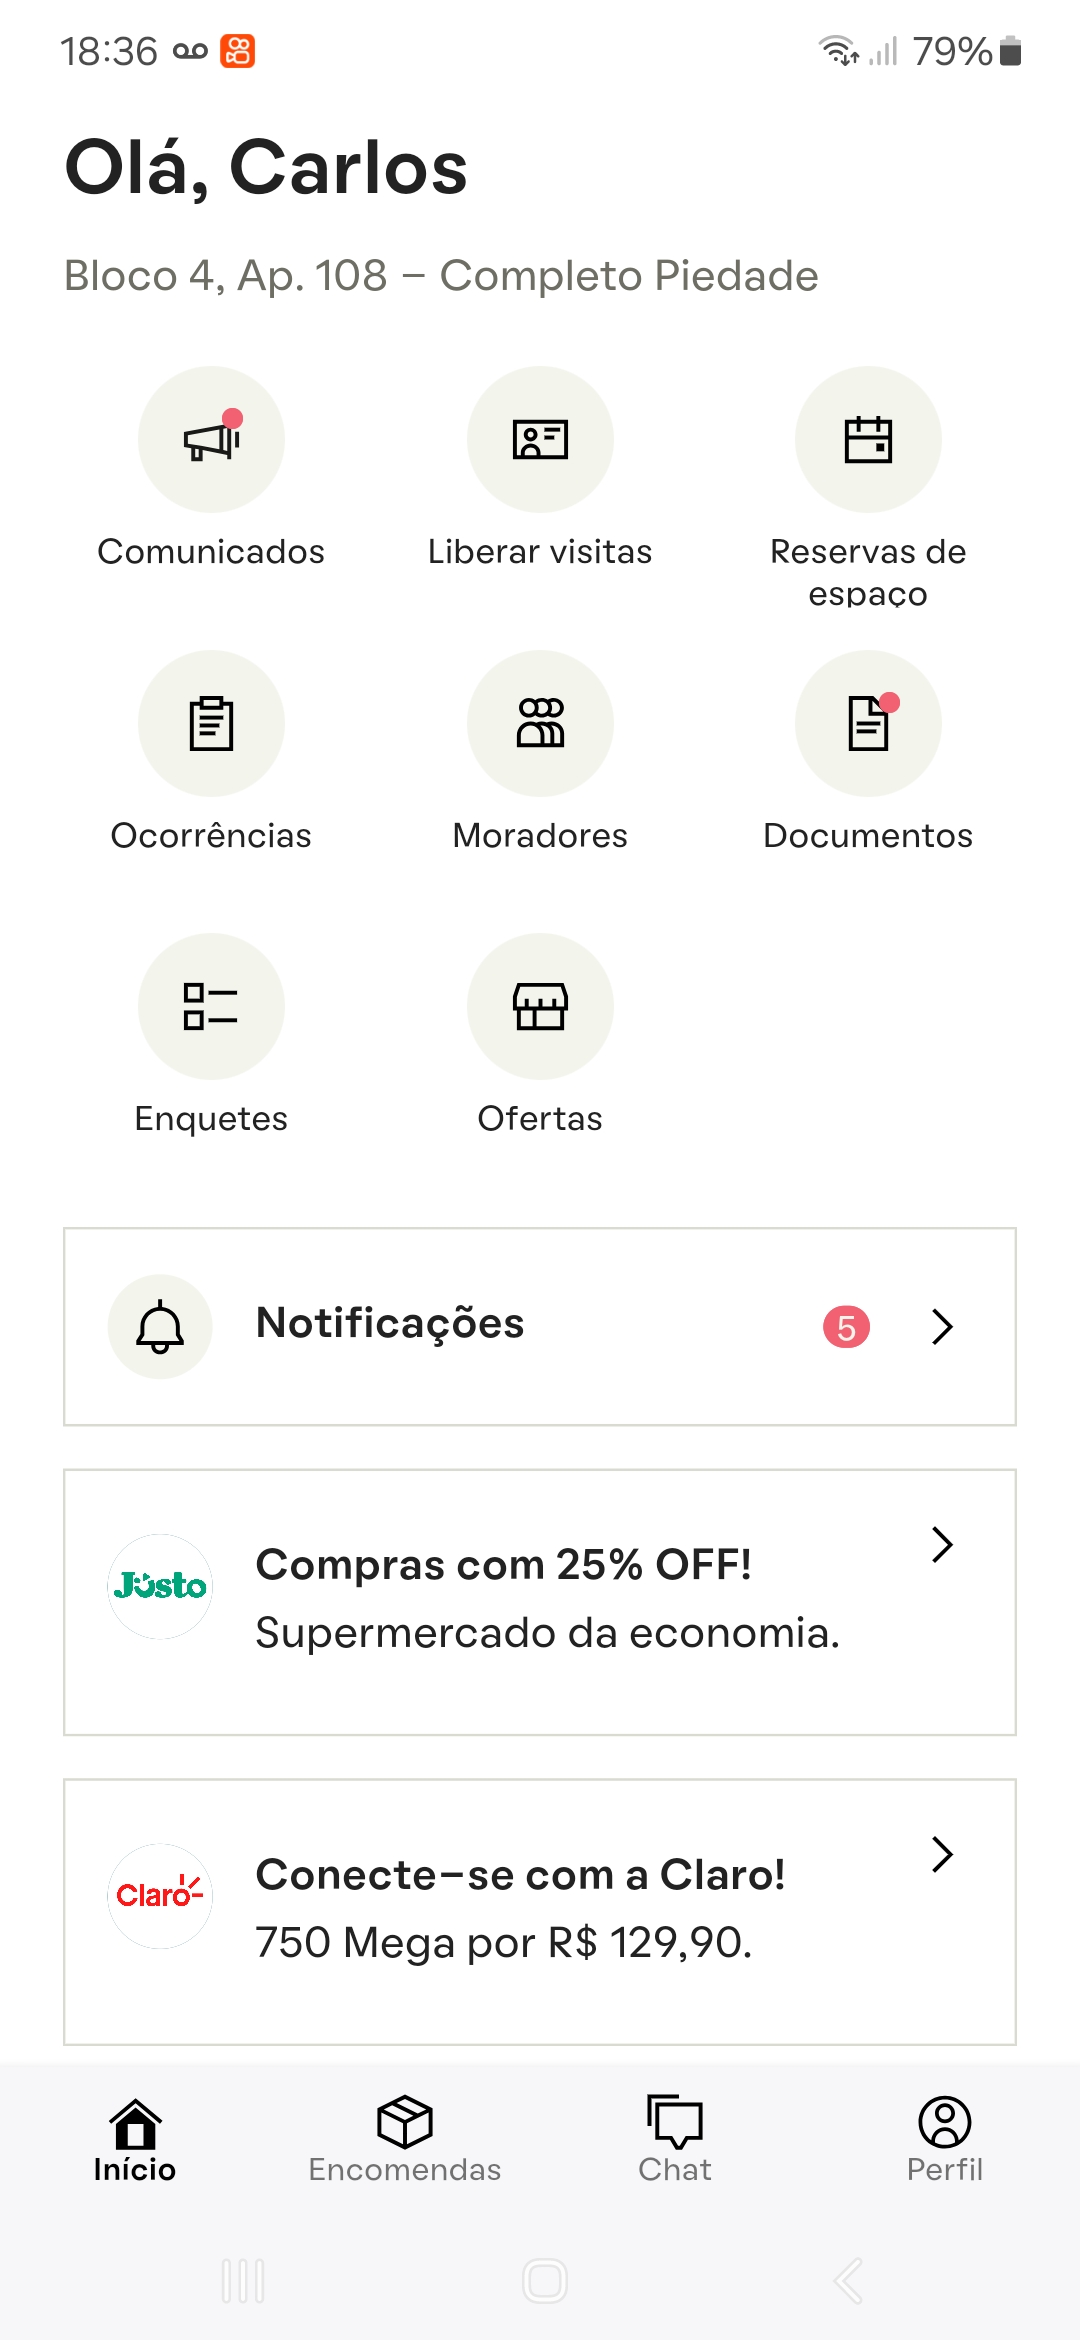 18:36
79%
Olá, Carlos
Bloco 4, Ap. 108 – Completo Piedade
Comunicados
Liberar visitas
Reservas de
espaço
Ocorrências
Moradores
Documentos
Enquetes
Ofertas
Notificações
5
Justo
Compras com 25% OFF!
Supermercado da economia.
Claro
Conecte-se com a Claro!
750 Mega por R$ 129,90.
Início
Encomendas
Chat
Perfil